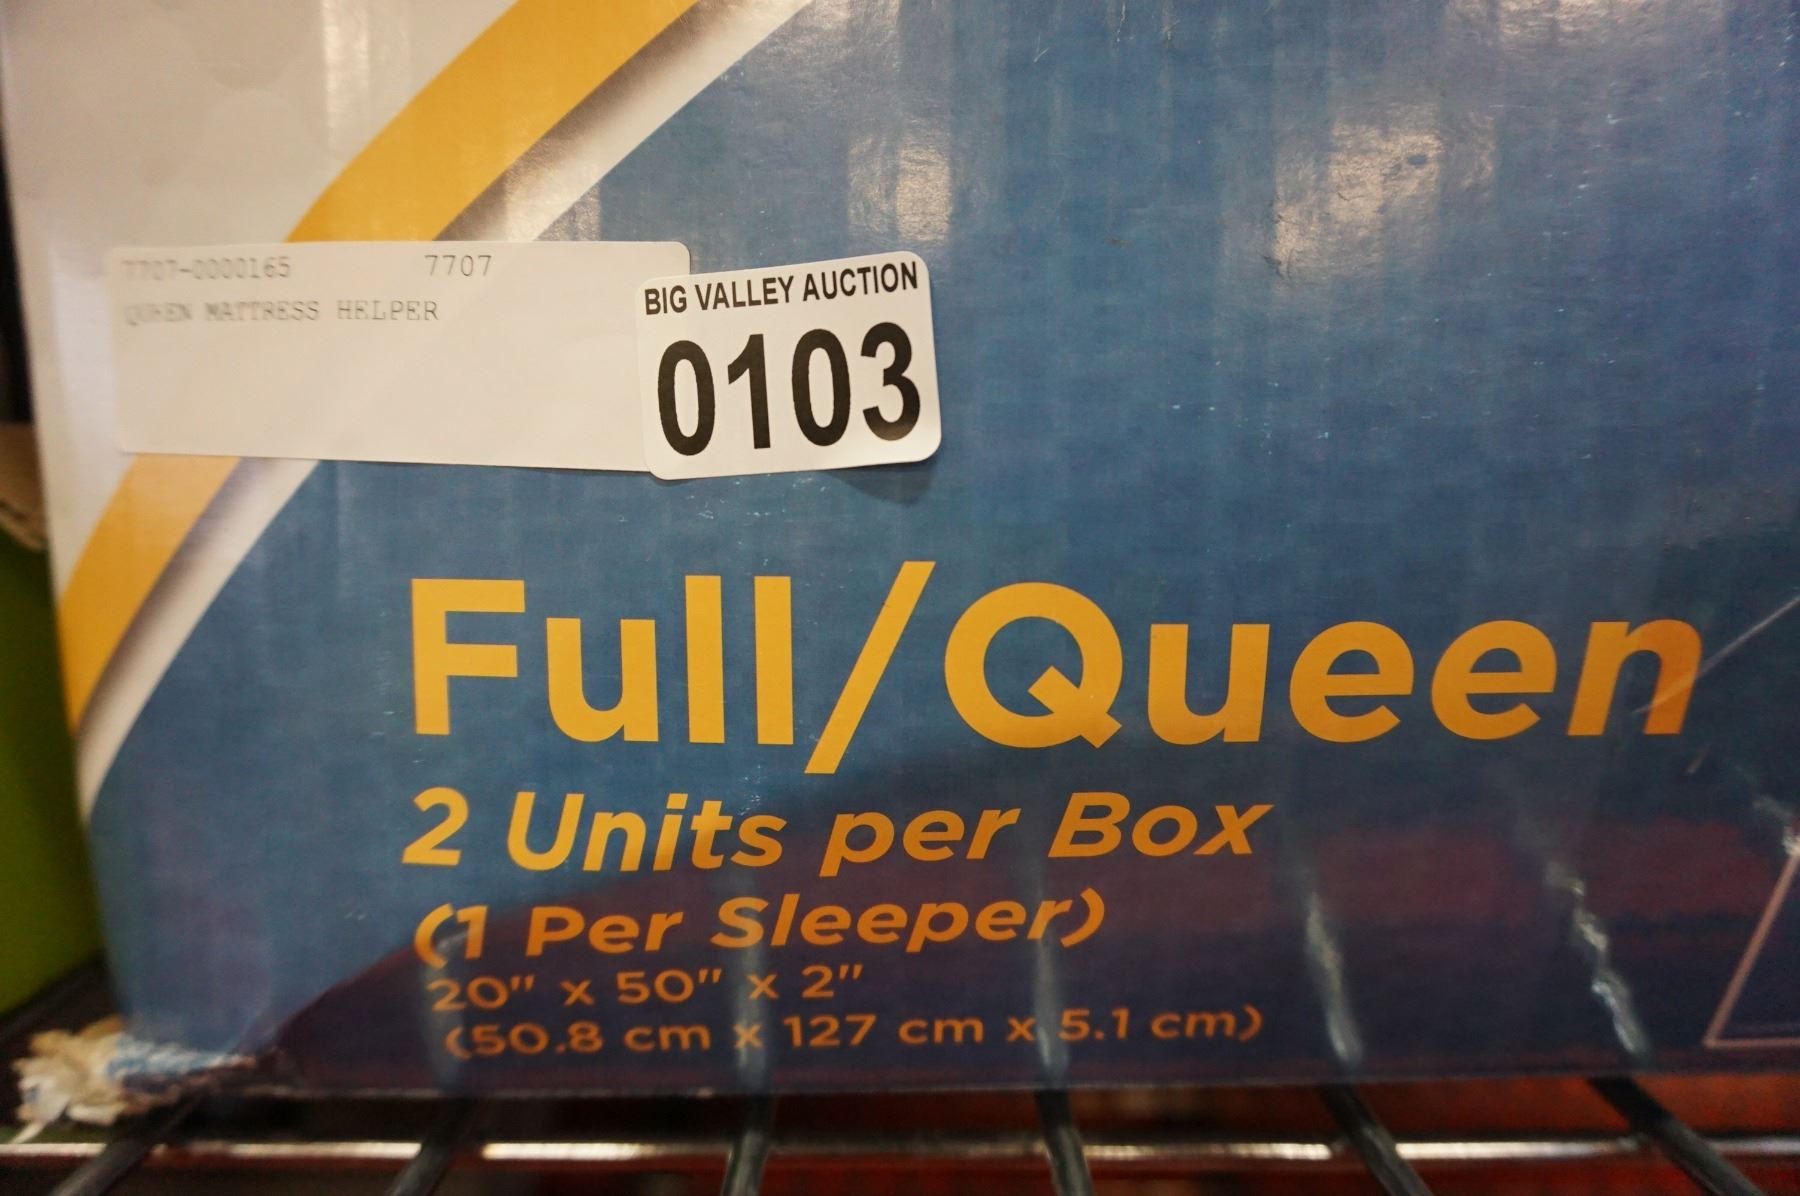 7707-0000165 7707
QUEEN MATTRESS HELPER
BIG VALLEY AUCTION
0103
Full/Queen
2 Units per Box
(1 Per Sleeper)
20" x 50" x 2"
(50.8 cm x 127 cm x 5.1 cm)